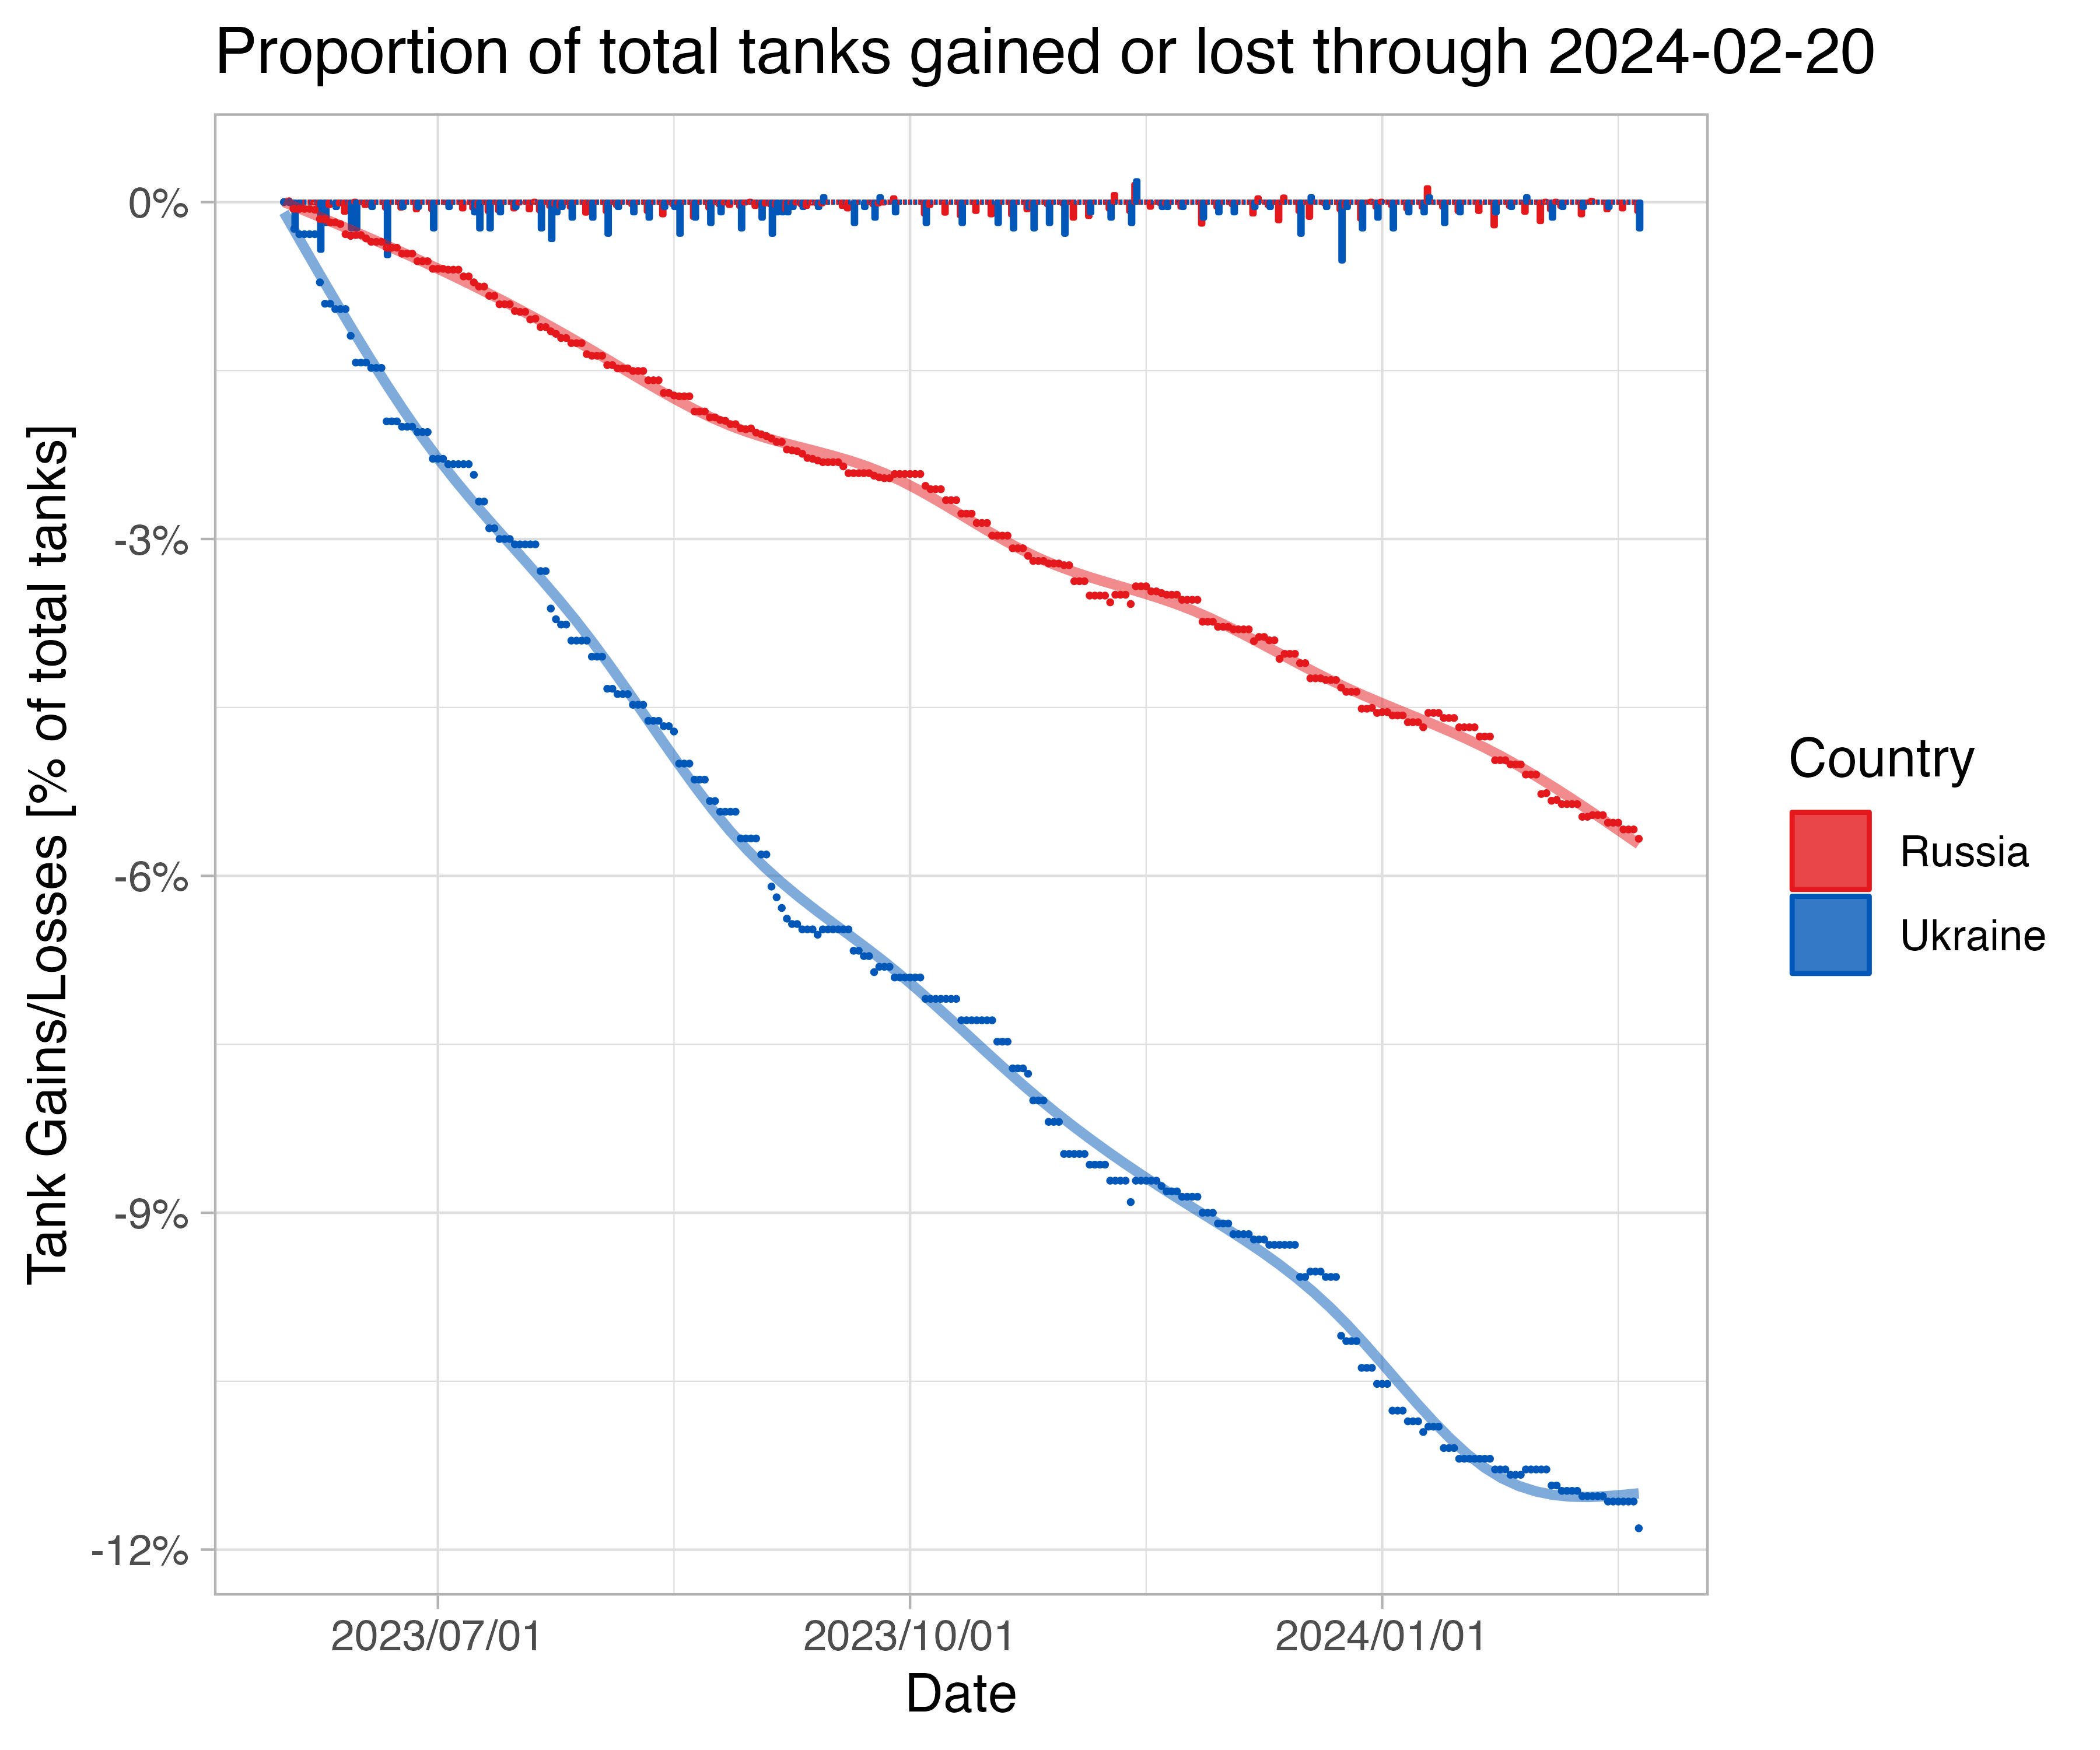 Proportion of total tanks gained or lost through 2024-02-20
Tank Gains/Losses [% of total tanks]
0%
-3%
-6%
-9%
-12%
2023/07/01
2023/10/01
2024/01/01
Date
Country
Russia
Ukraine